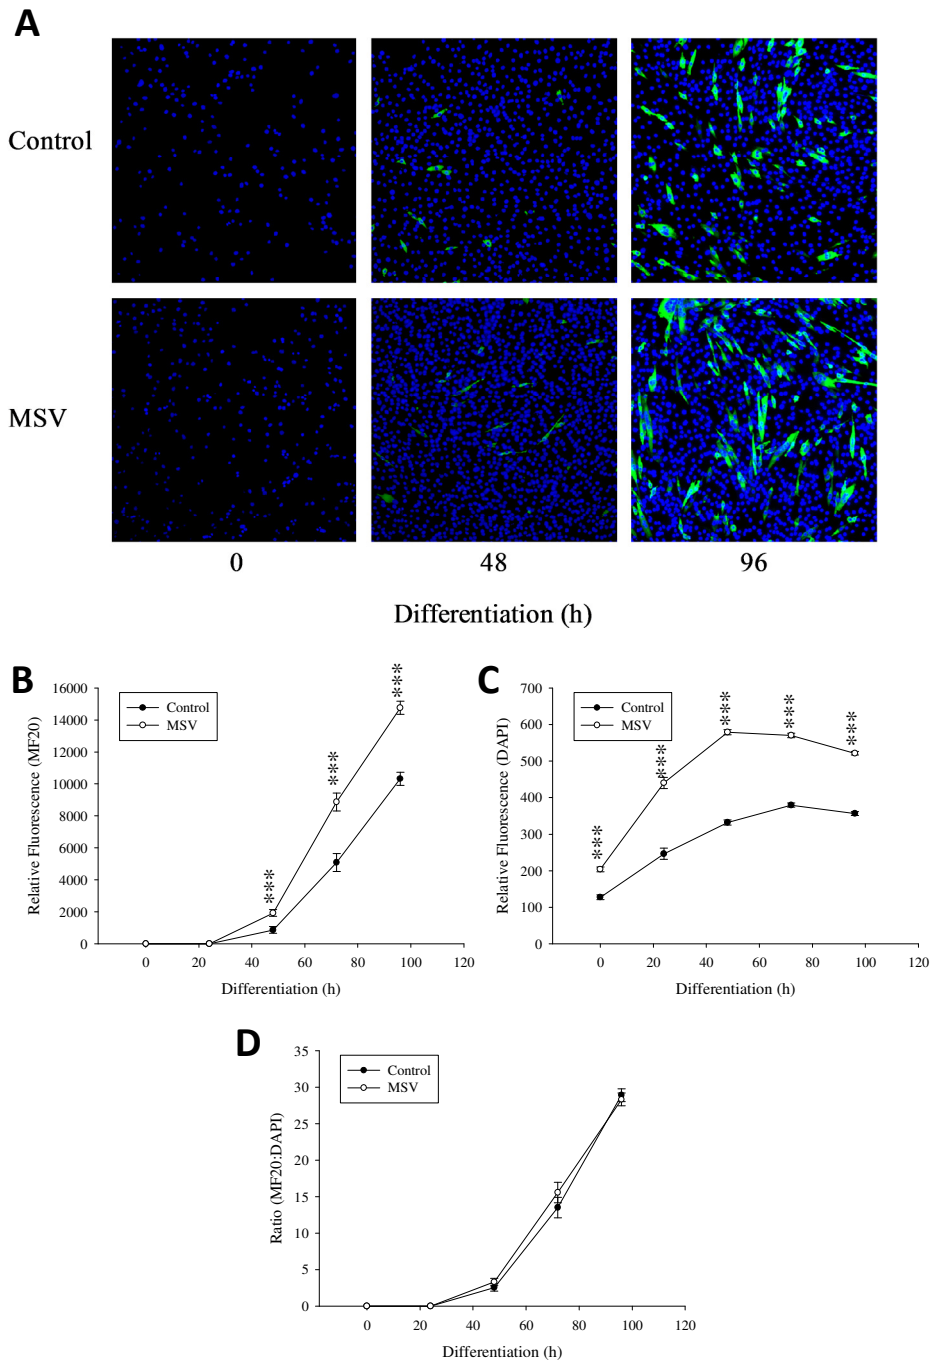 A
Control
MSV
0 48 96
Differentiation (h)
B
16000
14000
12000
10000
8000
6000
4000
2000
0
Relative Fluorescence (MF20)
Control
MSV
***
***
***
0 20 40 60 80 100 120
Differentiation (h)
C
700
600
500
400
300
200
100
0
Relative Fluorescence (DAPI)
Control
MSV
***
***
***
***
***
0 20 40 60 80 100 120
Differentiation (h)
D
35
30
25
20
15
10
5
0
Ratio (MF20:DAPI)
Control
MSV
0 20 40 60 80 100 120
Differentiation (h)